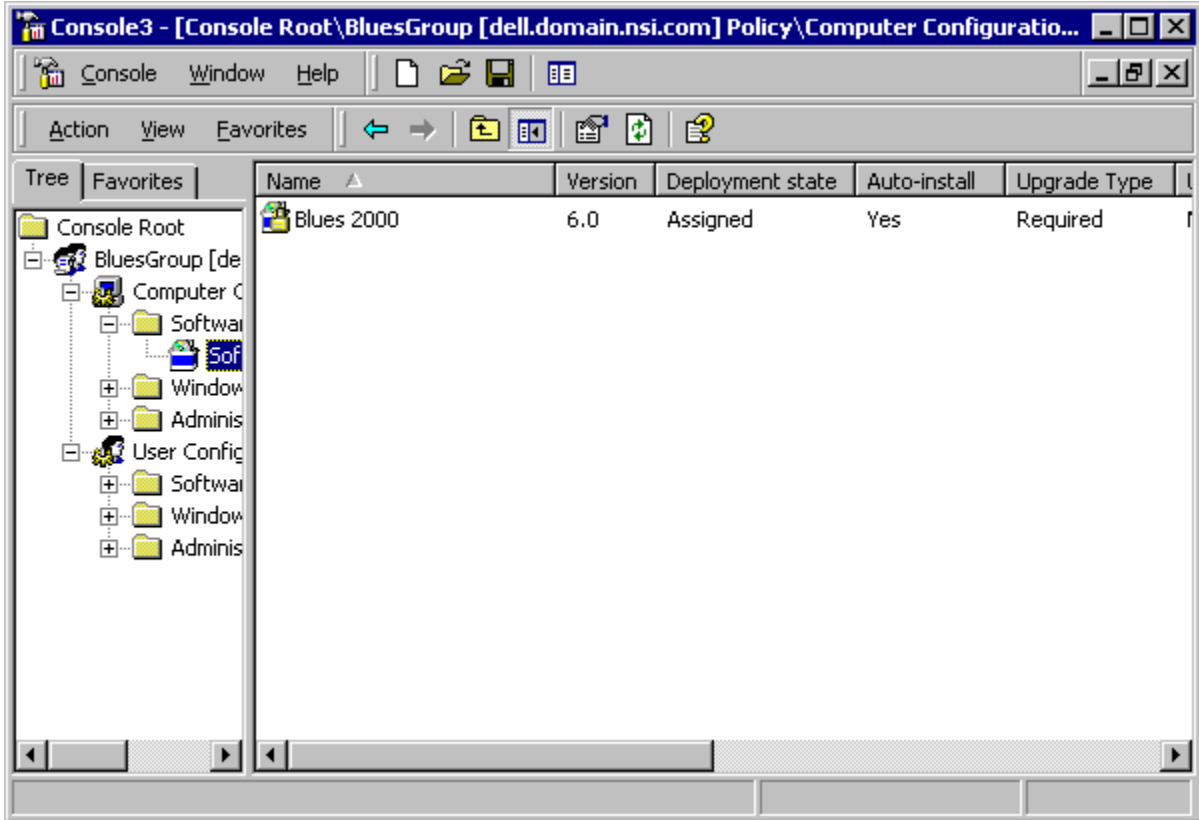 Console3 - [Console Root\BluesGroup [dell.domain.nsi.com] Policy\Computer Configuratio...
Console Window Help
Action View Favorites
Tree Favorites
Name Version Deployment state Auto-install Upgrade Type
Blues 2000 6.0 Assigned Yes Required
Console Root
BluesGroup [de
Computer C
Softwar
Sof
Window
Adminis
User Config
Softwar
Window
Adminis